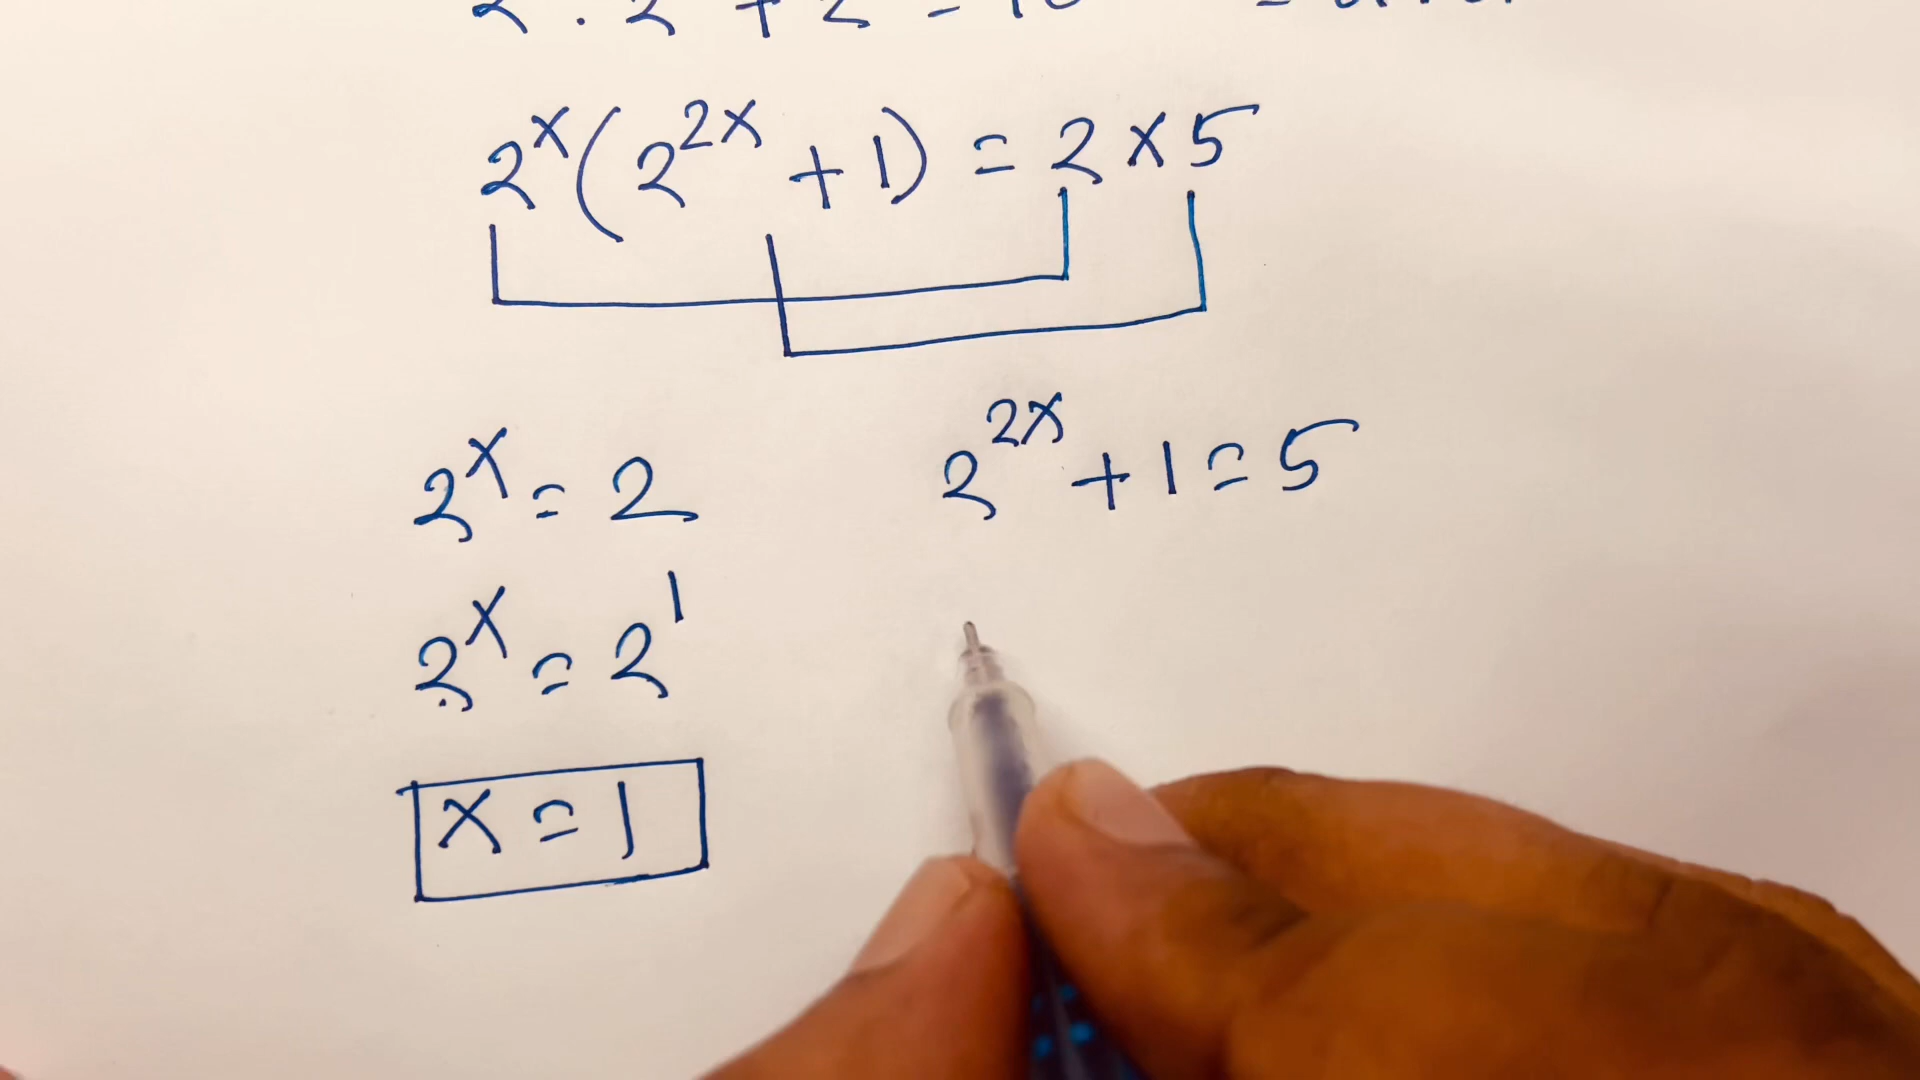 2^x(2^{2x} + 1) = 2 × 5
2^x = 2
2^{2x} + 1 = 5
2^x = 2^1
x = 1